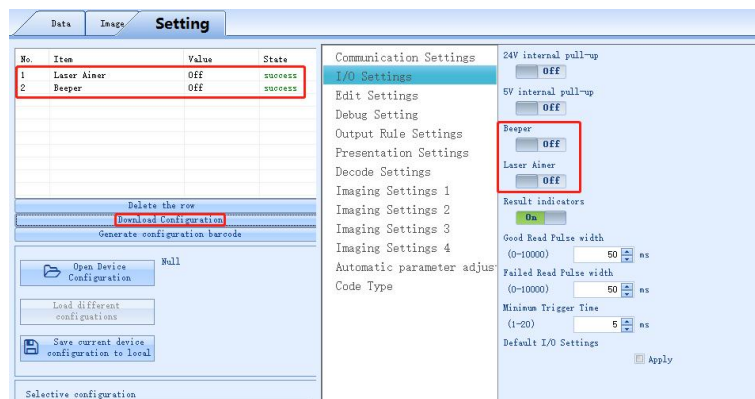 Data Image Setting
No. Item Value State
1 Laser Aimer Off success
2 Beeper Off success
Delete the row
Download Configuration
Generate configuration barcode
Open Device
Configuration
Null
Load different
configuations
Save current device
configuration to local
Selective configuration
Communication Settings
I/O Settings
Edit Settings
Debug Setting
Output Rule Settings
Presentation Settings
Decode Settings
Imaging Settings 1
Imaging Settings 2
Imaging Settings 3
Imaging Settings 4
Automatic parameter adjus
Code Type
24V internal pull-up
Off
5V internal pull-up
Off
Beeper
Off
Laser Aimer
Off
Result indicators
On
Good Read Pulse width
(0-10000) 50 ms
Failed Read Pulse width
(0-10000) 50 ms
Minimum Trigger Time
(1-20) 5 ms
Default I/O Settings
Apply